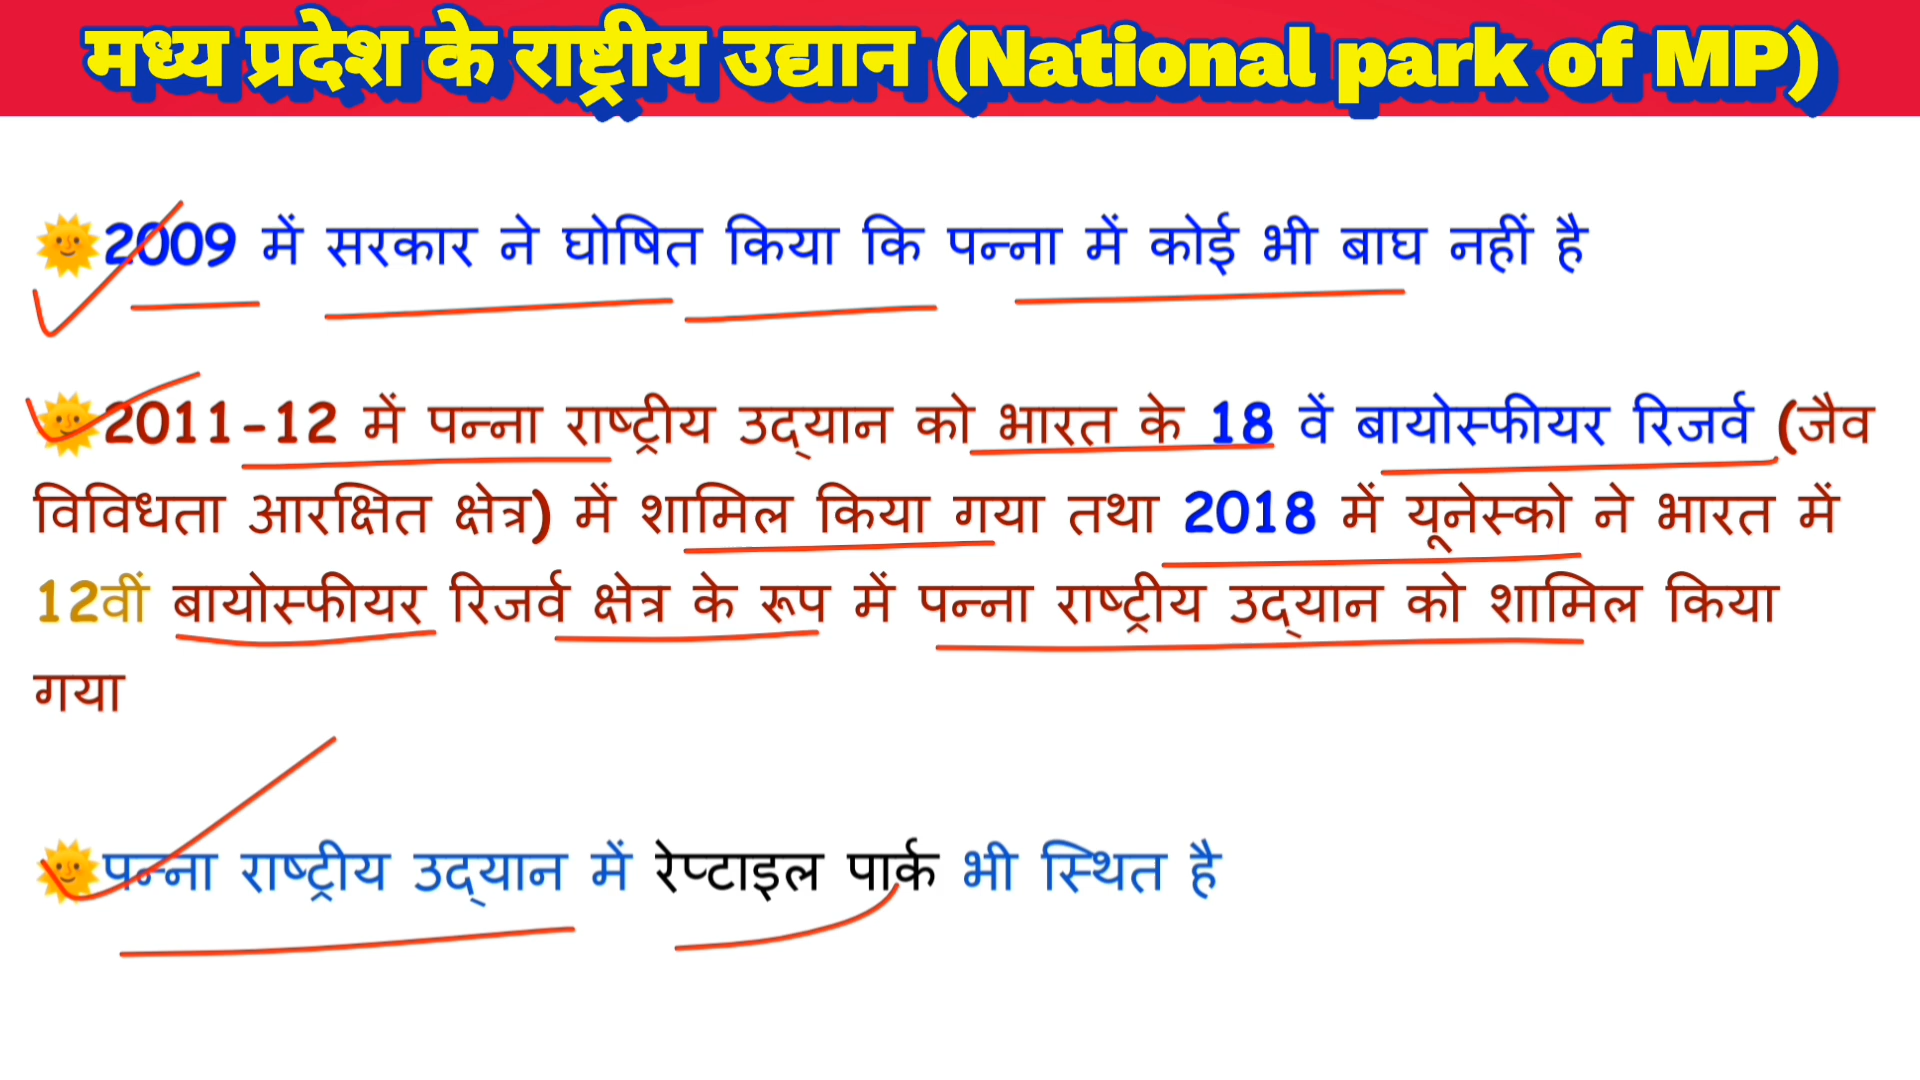 मध्य प्रदेश के राष्ट्रीय उद्यान (National park of MP)
🌞2009 में सरकार ने घोषित किया कि पन्ना में कोई भी बाघ नहीं है
🌞2011-12 में पन्ना राष्ट्रीय उद्यान को भारत के 18 वें बायोस्फीयर रिजर्व (जैव
विविधता आरक्षित क्षेत्र) में शामिल किया गया तथा 2018 में यूनेस्को ने भारत में
12वीं बायोस्फीयर रिजर्व क्षेत्र के रूप में पन्ना राष्ट्रीय उद्यान को शामिल किया
गया
🌞पन्ना राष्ट्रीय उद्यान में रेप्टाइल पार्क भी स्थित है